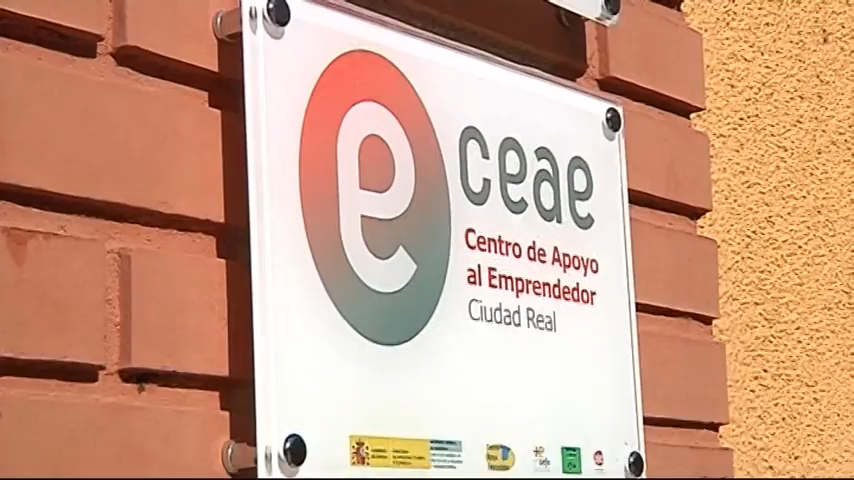 e
ceae
Centro de Apoyo
al Emprendedor
Ciudad Real